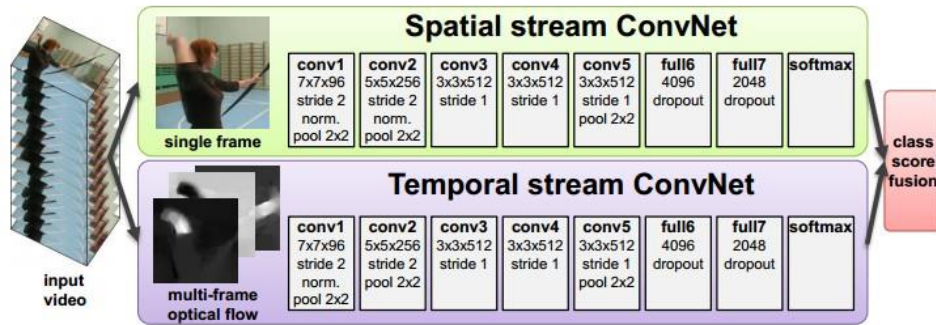 Spatial stream ConvNet
conv1
7x7x96
stride 2
norm.
pool 2x2
conv2
5x5x256
stride 2
norm.
pool 2x2
conv3
3x3x512
stride 1
conv4
3x3x512
stride 1
conv5
3x3x512
stride 1
pool 2x2
full6
4096
dropout
full7
2048
dropout
softmax
single frame
Temporal stream ConvNet
conv1
7x7x96
stride 2
norm.
pool 2x2
conv2
5x5x256
stride 2
pool 2x2
conv3
3x3x512
stride 1
conv4
3x3x512
stride 1
conv5
3x3x512
stride 1
pool 2x2
full6
4096
dropout
full7
2048
dropout
softmax
multi-frame
optical flow
input
video
class
score
fusion